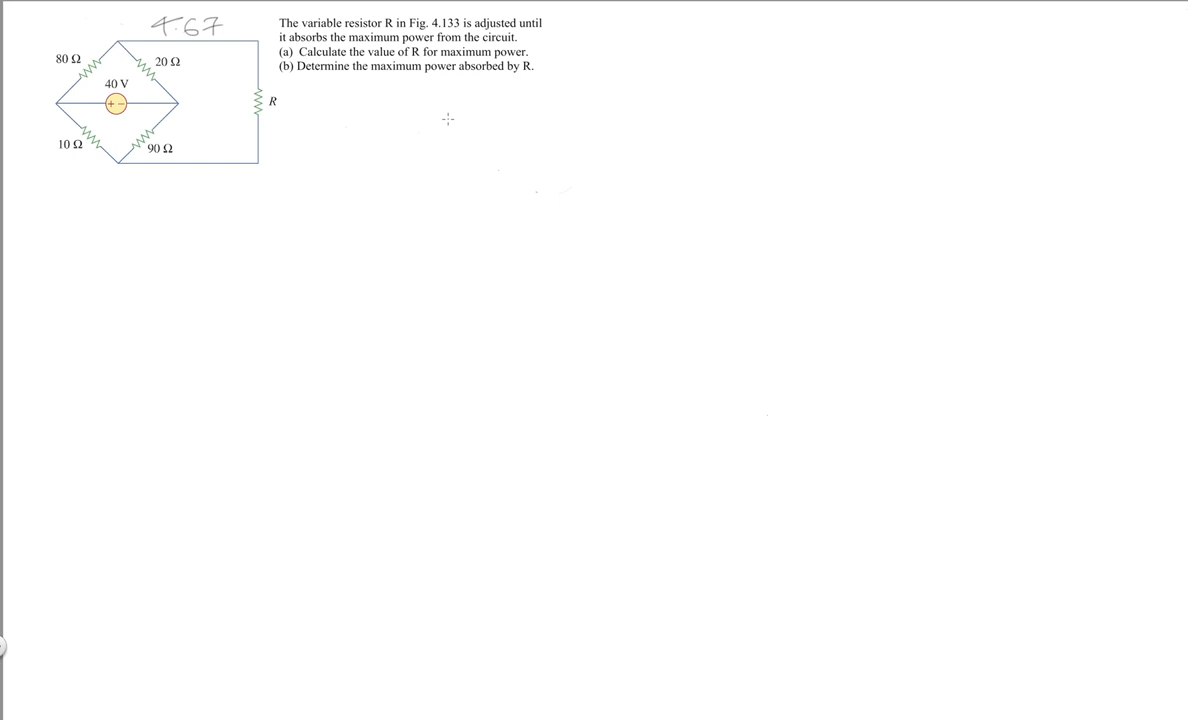 4.67
The variable resistor R in Fig. 4.133 is adjusted until
it absorbs the maximum power from the circuit.
(a) Calculate the value of R for maximum power.
(b) Determine the maximum power absorbed by R.
80 Ω
20 Ω
40 V
+ −
R
10 Ω
90 Ω